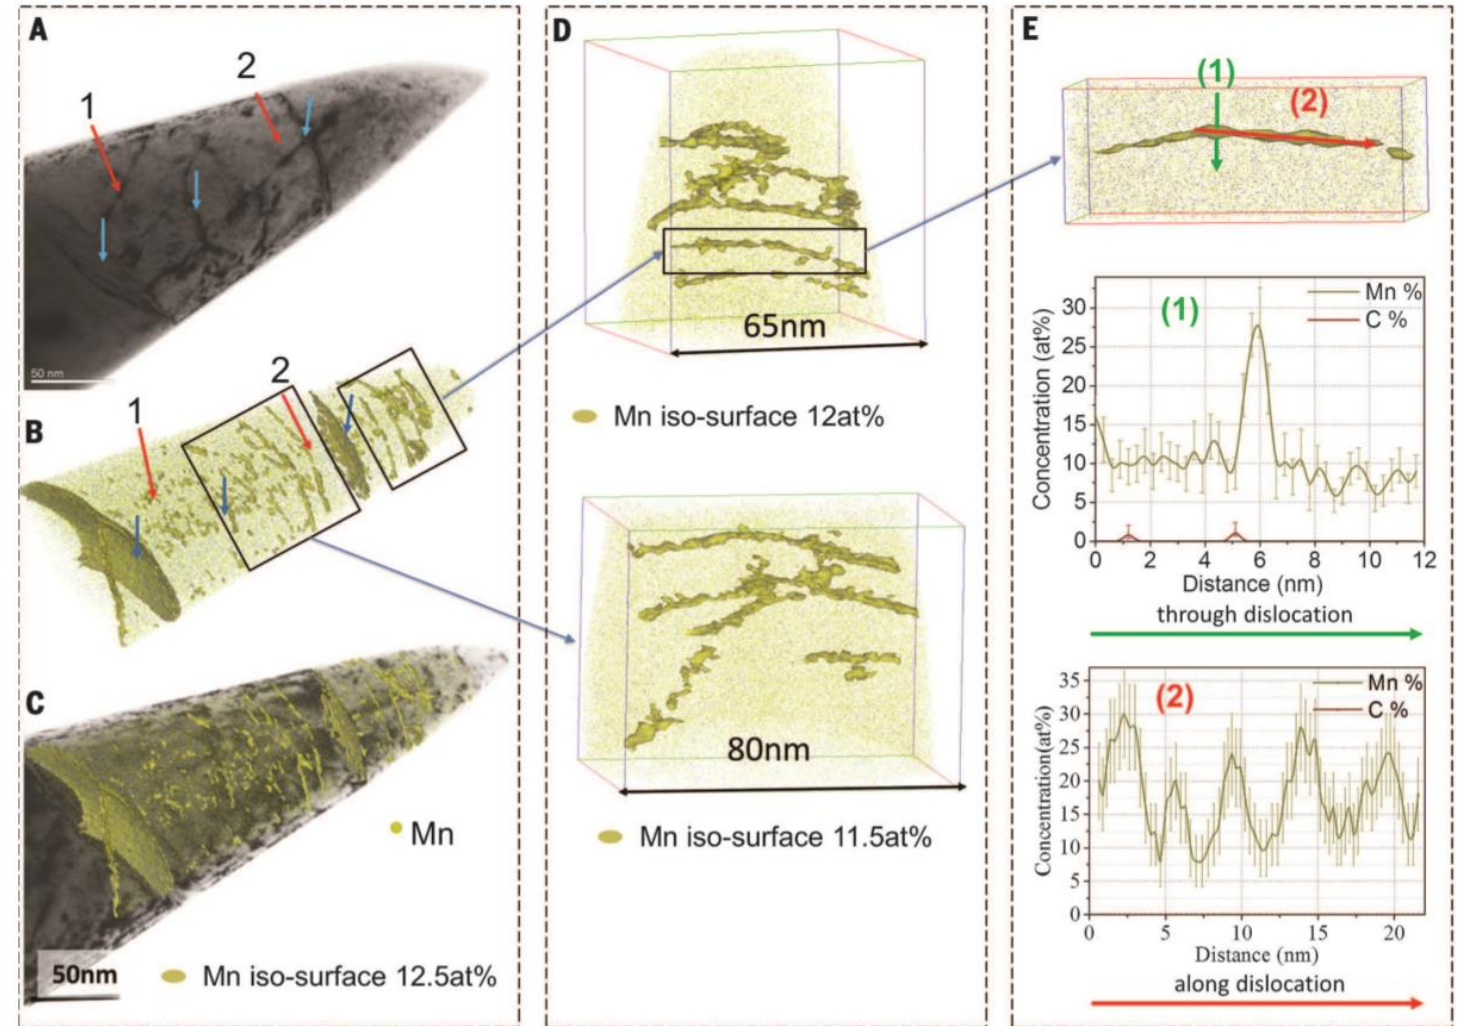 A
1
2
50 nm
B
1
2
C
Mn
50nm
Mn iso-surface 12.5at%
D
65nm
Mn iso-surface 12at%
80nm
Mn iso-surface 11.5at%
E
(1)
(2)
(1)
Mn %
C %
Concentration (at%)
30
25
20
15
10
5
0
0 2 4 6 8 10 12
Distance (nm)
through dislocation
(2)
Mn %
C %
Concentration(at%)
35
30
25
20
15
10
5
0
0 5 10 15 20
Distance (nm)
along dislocation